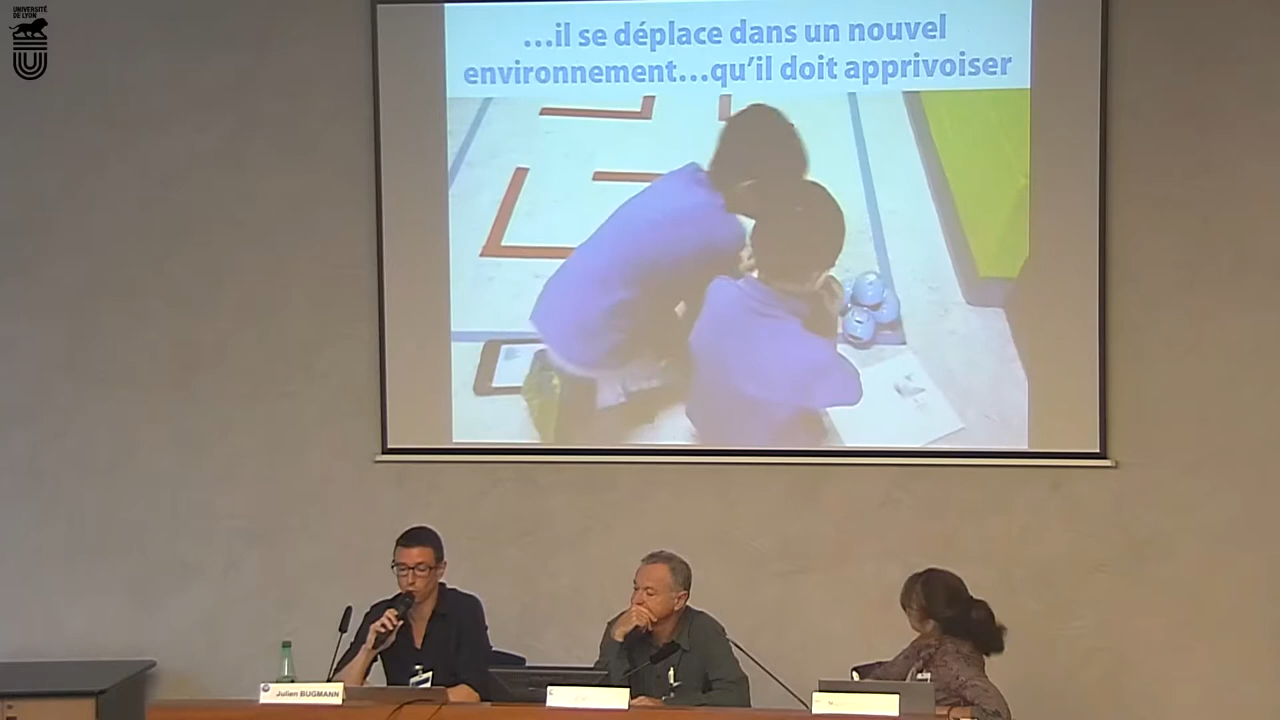 UNIVERSITÉ
DE LYON
...il se déplace dans un nouvel
environnement...qu'il doit apprivoiser
Julien BUGMANN